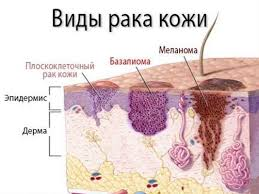 Виды рака кожи
Меланома
Базалиома
Плоскоклеточный
рак кожи
Эпидермис
Дерма